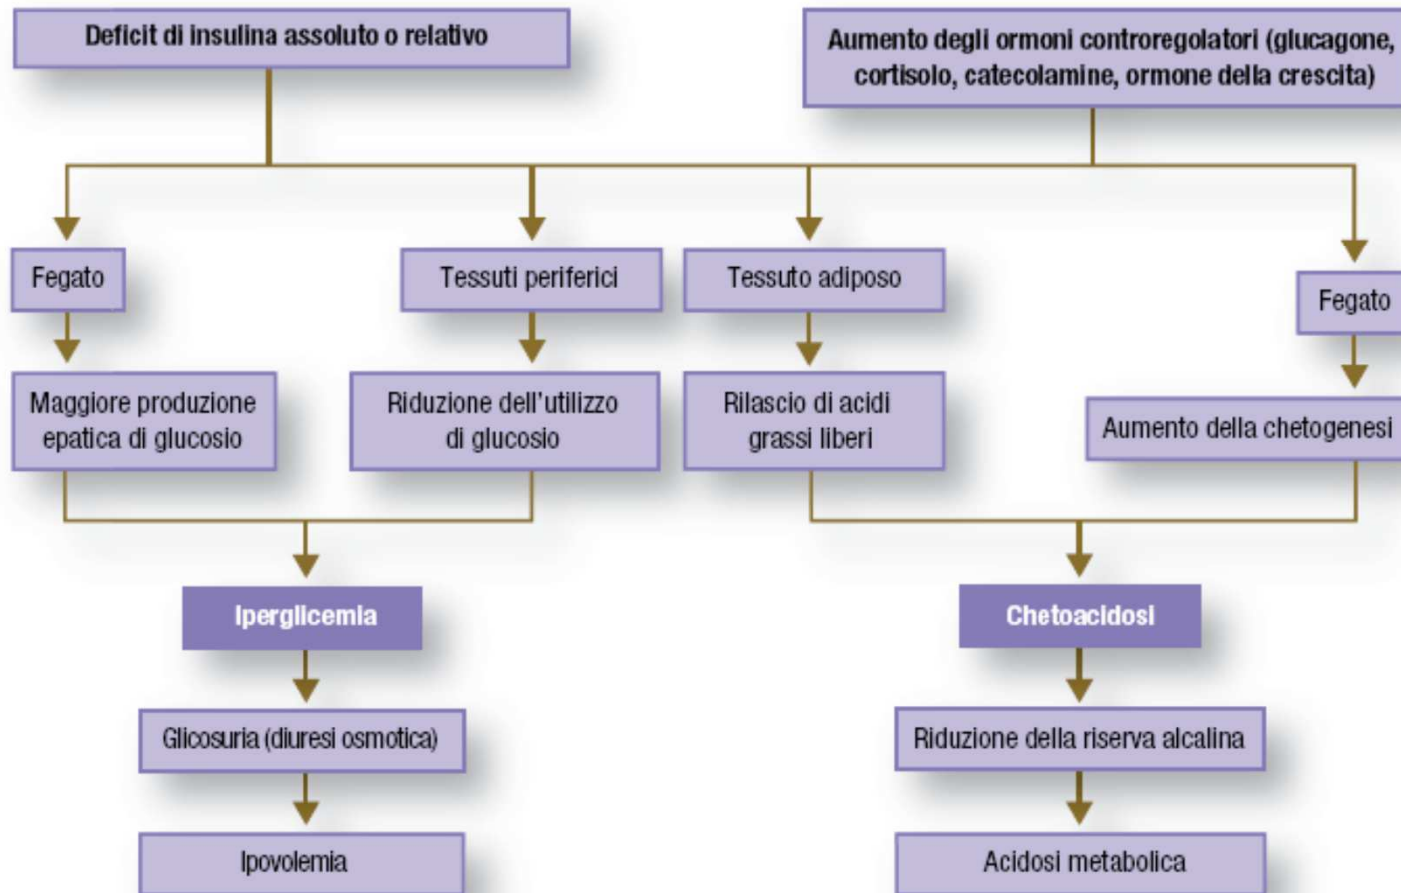 Deficit di insulina assoluto o relativo
Aumento degli ormoni controregolatori (glucagone,
cortisolo, catecolamine, ormone della crescita)
Fegato
Tessuti periferici
Tessuto adiposo
Fegato
Maggiore produzione
epatica di glucosio
Riduzione dell'utilizzo
di glucosio
Rilascio di acidi
grassi liberi
Aumento della chetogenesi
Iperglicemia
Chetoacidosi
Glicosuria (diuresi osmotica)
Riduzione della riserva alcalina
Ipovolemia
Acidosi metabolica